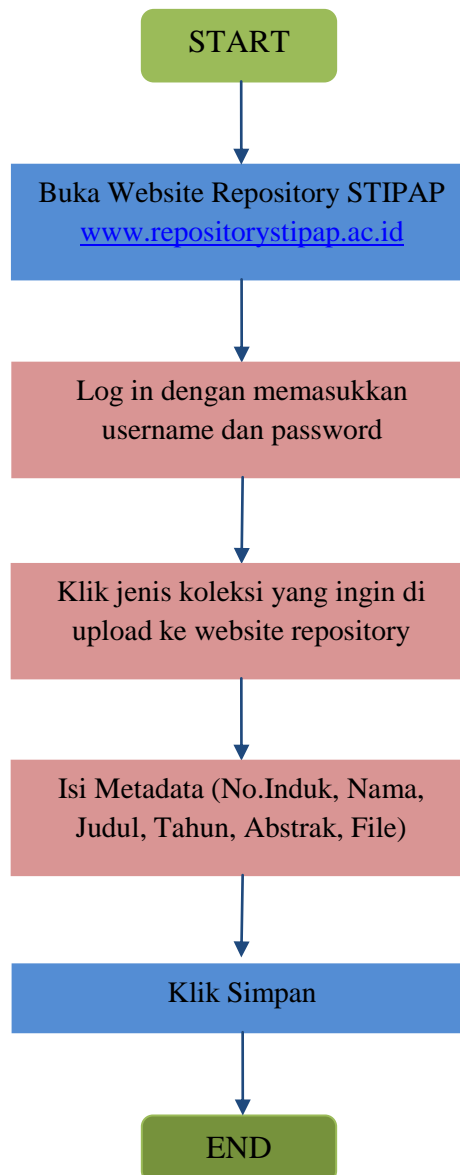 START
Buka Website Repository STIPAP
www.repositorystipap.ac.id
Log in dengan memasukkan
username dan password
Klik jenis koleksi yang ingin di
upload ke website repository
Isi Metadata (No.Induk, Nama,
Judul, Tahun, Abstrak, File)
Klik Simpan
END